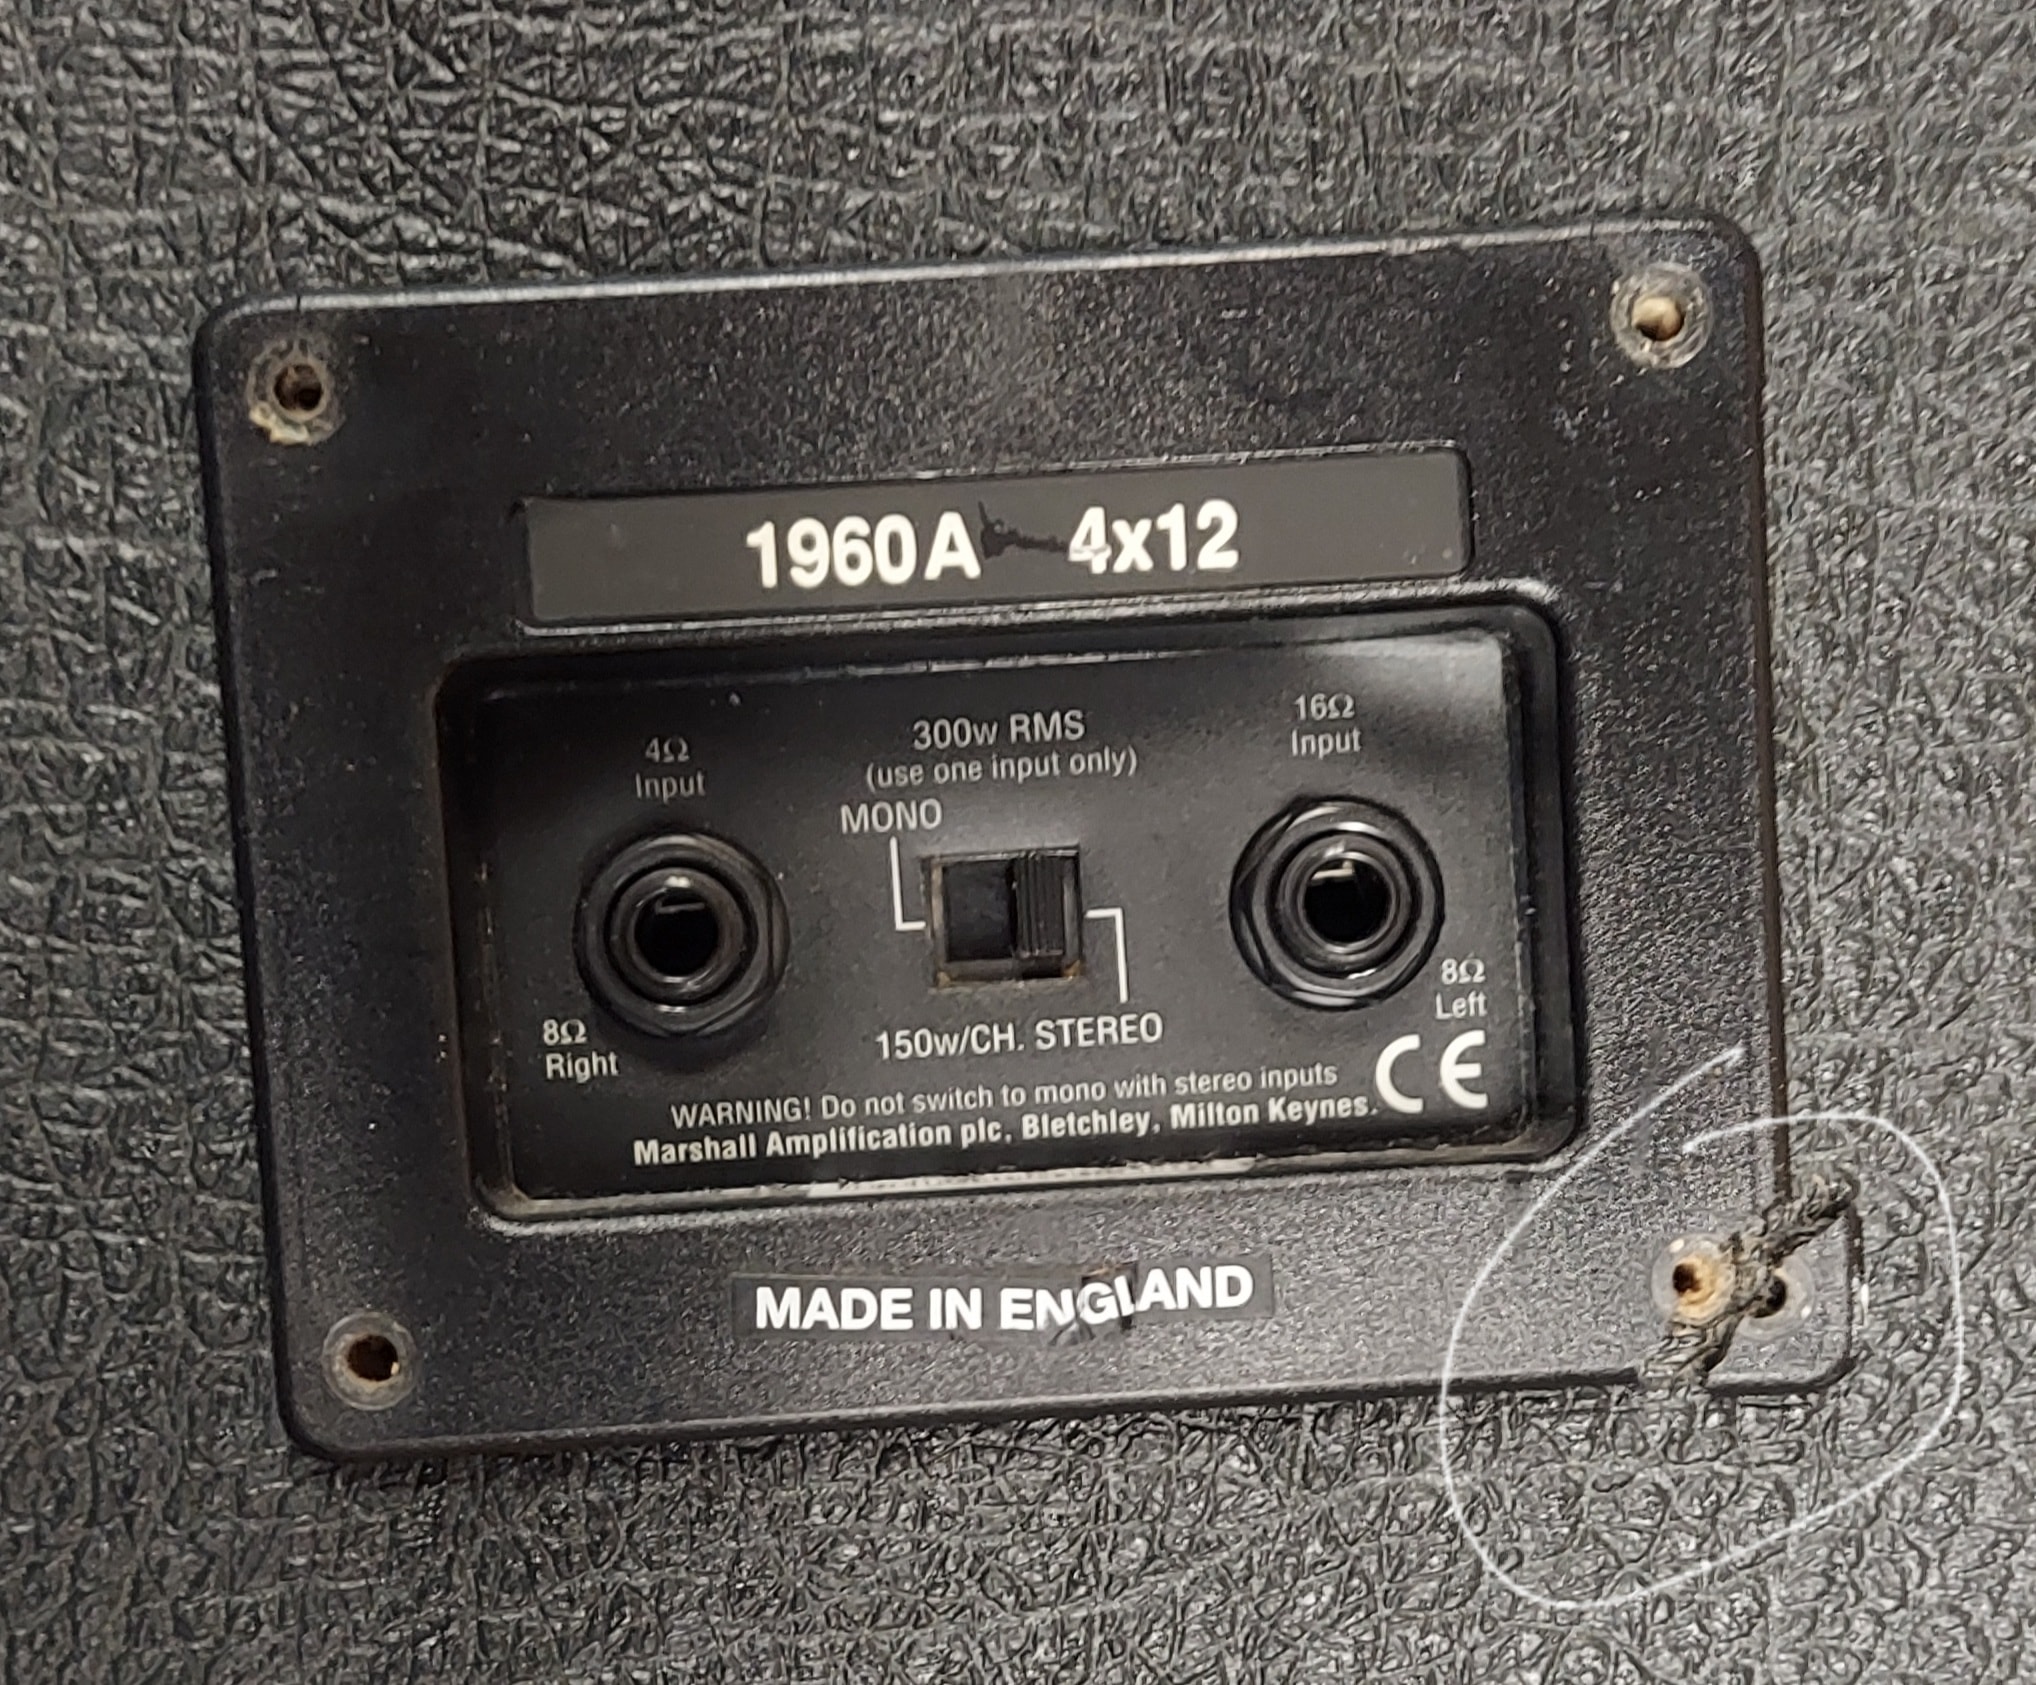 1960A 4x12
4Ω
Input
300w RMS
(use one input only)
MONO
16Ω
Input
8Ω
Right
8Ω
Left
150w/CH. STEREO
WARNING! Do not switch to mono with stereo inputs
Marshall Amplification plc. Bletchley, Milton Keynes.
CE
MADE IN ENGLAND